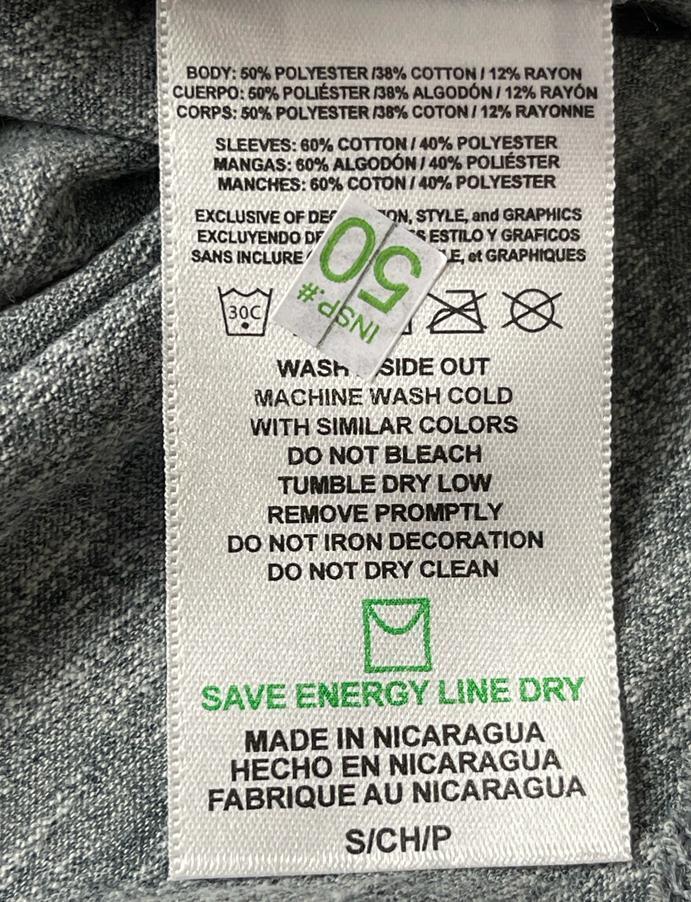 BODY: 50% POLYESTER /38% COTTON / 12% RAYON
CUERPO: 50% POLIÉSTER /38% ALGODÓN / 12% RAYÓN
CORPS: 50% POLYESTER /38% COTON / 12% RAYONNE
SLEEVES: 60% COTTON / 40% POLYESTER
MANGAS: 60% ALGODÓN / 40% POLIÉSTER
MANCHES: 60% COTON / 40% POLYESTER
EXCLUSIVE OF STYLE, and GRAPHICS
EXCLUYENDO ESTILO Y GRAFICOS
SANS INCLURE et GRAPHIQUES
INSP.#
50
30C
WASH SIDE OUT
MACHINE WASH COLD
WITH SIMILAR COLORS
DO NOT BLEACH
TUMBLE DRY LOW
REMOVE PROMPTLY
DO NOT IRON DECORATION
DO NOT DRY CLEAN
SAVE ENERGY LINE DRY
MADE IN NICARAGUA
HECHO EN NICARAGUA
FABRIQUE AU NICARAGUA
S/CH/P